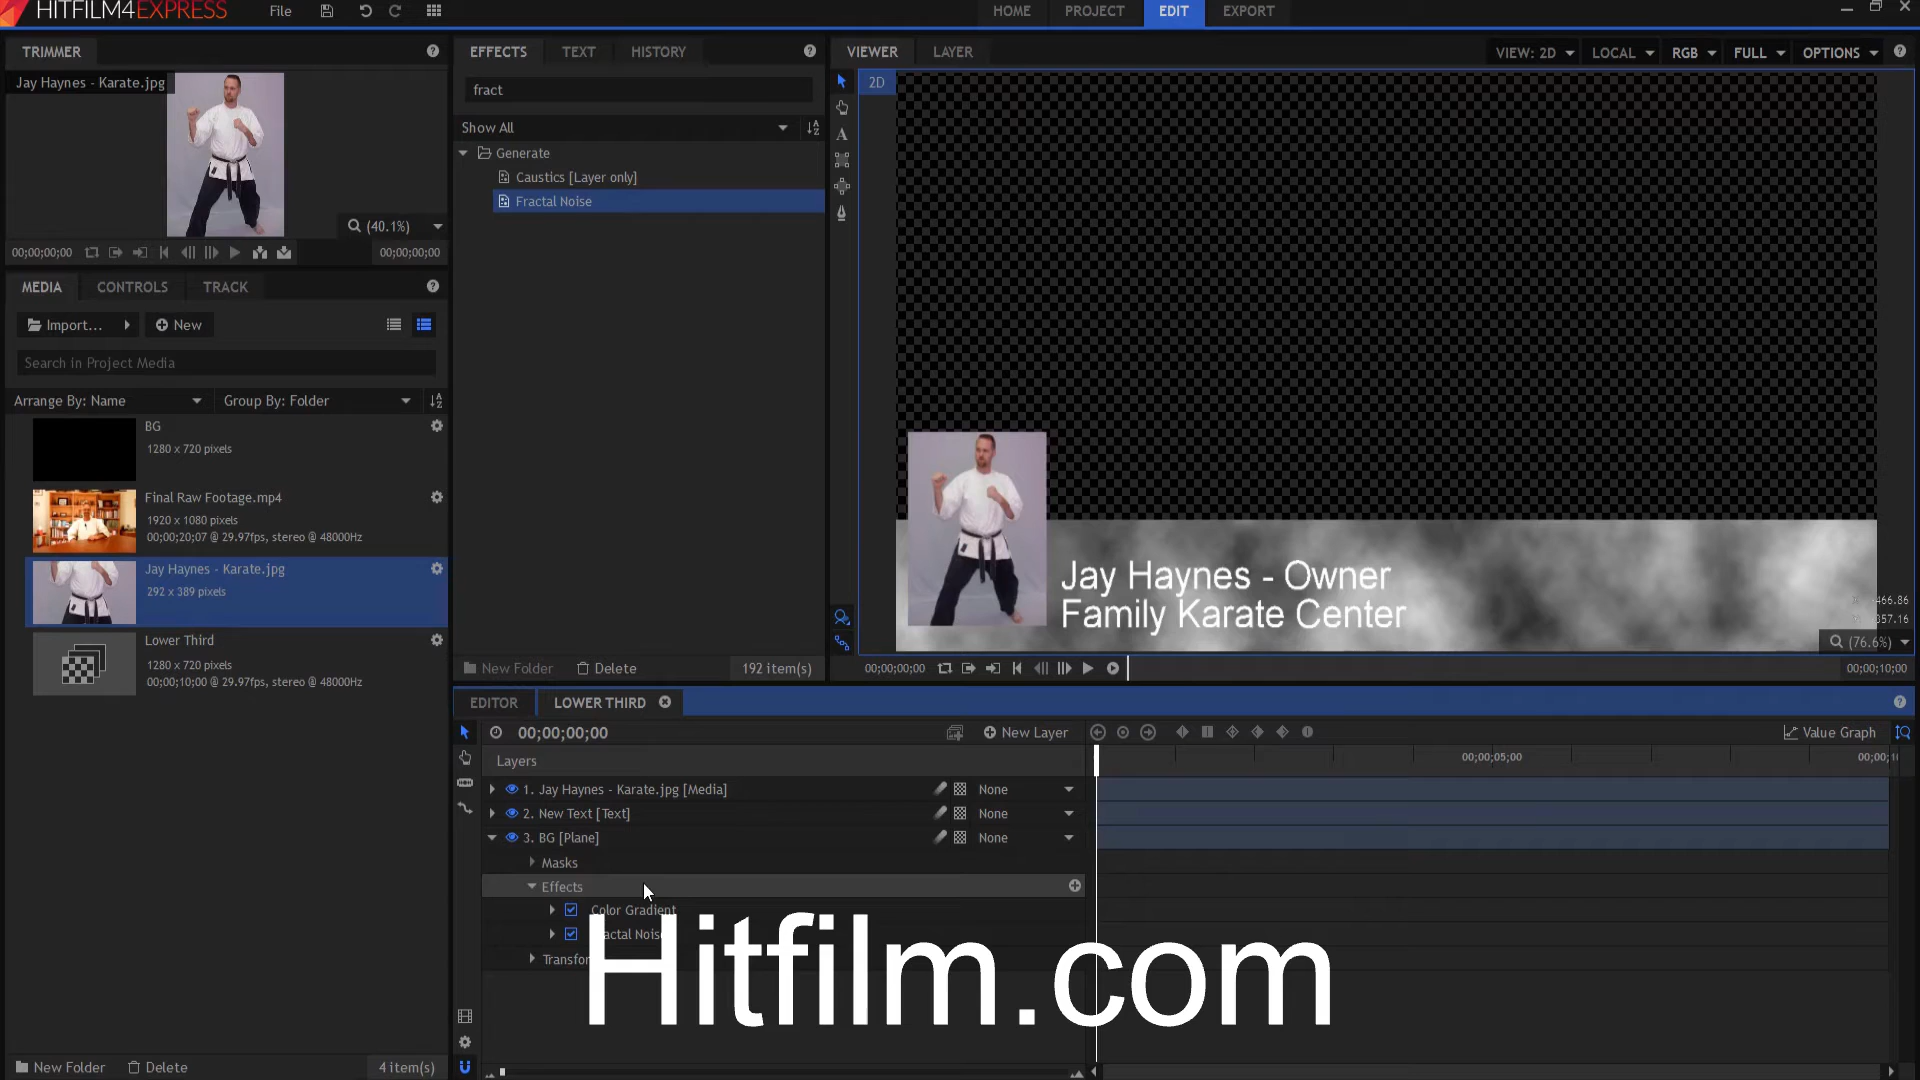 HITFILM4EXPRESS
File
HOME
PROJECT
EDIT
EXPORT
TRIMMER
Jay Haynes - Karate.jpg
(40.1%)
00;00;00;00
00;00;00;00
MEDIA
CONTROLS
TRACK
Import...
New
Search in Project Media
Arrange By: Name
Group By: Folder
BG
1280 x 720 pixels
Final Raw Footage.mp4
1920 x 1080 pixels
00;00;20;07 @ 29.97fps, stereo @ 48000Hz
Jay Haynes - Karate.jpg
292 x 389 pixels
Lower Third
1280 x 720 pixels
00;00;10;00 @ 29.97fps, stereo @ 48000Hz
New Folder
Delete
4 item(s)
EFFECTS
TEXT
HISTORY
fract
Show All
Generate
Caustics [Layer only]
Fractal Noise
New Folder
Delete
192 item(s)
VIEWER
LAYER
VIEW: 2D
LOCAL
RGB
FULL
OPTIONS
2D
A
Jay Haynes - Owner
Family Karate Center
(76.6%)
00;00;00;00
00;00;10;00
EDITOR
LOWER THIRD
00;00;00;00
New Layer
Value Graph
Layers
00;00;05;00
1. Jay Haynes - Karate.jpg [Media]
None
2. New Text [Text]
None
3. BG [Plane]
None
Masks
Effects
Color Gradient
Hitfilm.com